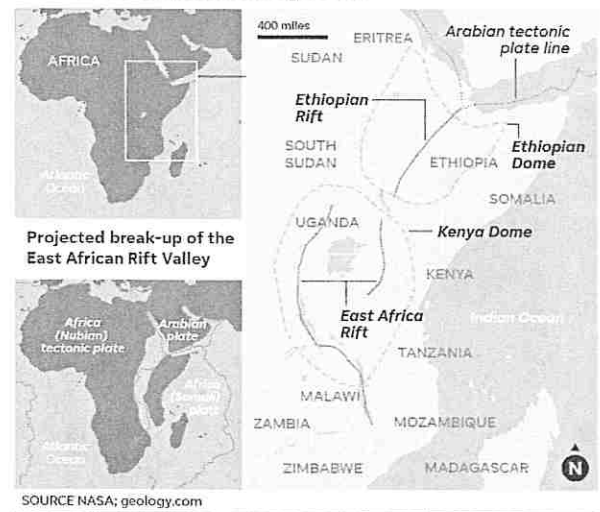 AFRICA
Atlantic
Ocean
Projected break-up of the
East African Rift Valley
Africa
(Nubian)
tectonic plate
Arabian
plate
Africa
(Somali)
plate
Atlantic
Ocean
400 miles
ERITREA
Arabian tectonic
plate line
SUDAN
Ethiopian
Rift
SOUTH
SUDAN
ETHIOPIA
Ethiopian
Dome
SOMALIA
UGANDA
Kenya Dome
KENYA
Indian Ocean
East Africa
Rift
TANZANIA
MALAWI
ZAMBIA
MOZAMBIQUE
ZIMBABWE
MADAGASCAR
N
SOURCE NASA; geology.com